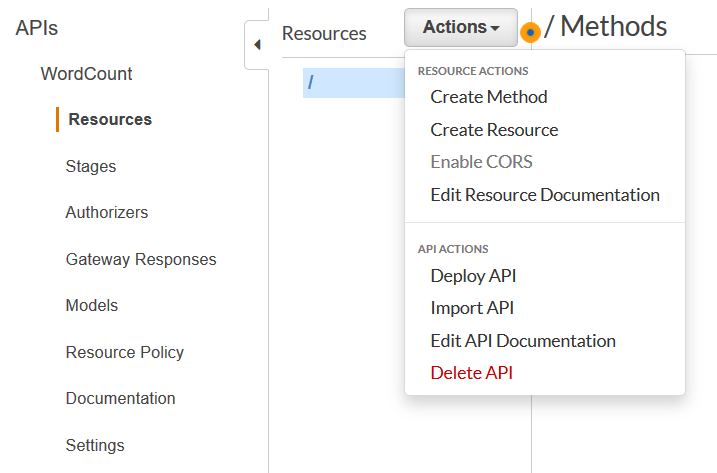 APIs
WordCount
Resources
Stages
Authorizers
Gateway Responses
Models
Resource Policy
Documentation
Settings
Resources
/
Actions
/ Methods
RESOURCE ACTIONS
Create Method
Create Resource
Enable CORS
Edit Resource Documentation
API ACTIONS
Deploy API
Import API
Edit API Documentation
Delete API